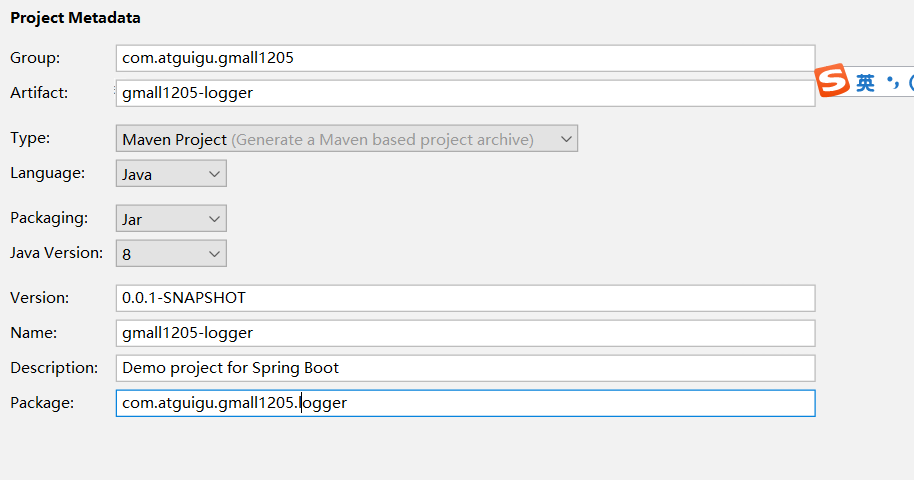 Project Metadata
Group: com.atguigu.gmall1205
Artifact: gmall1205-logger
S 英
Type: Maven Project (Generate a Maven based project archive)
Language: Java
Packaging: Jar
Java Version: 8
Version: 0.0.1-SNAPSHOT
Name: gmall1205-logger
Description: Demo project for Spring Boot
Package: com.atguigu.gmall1205.logger